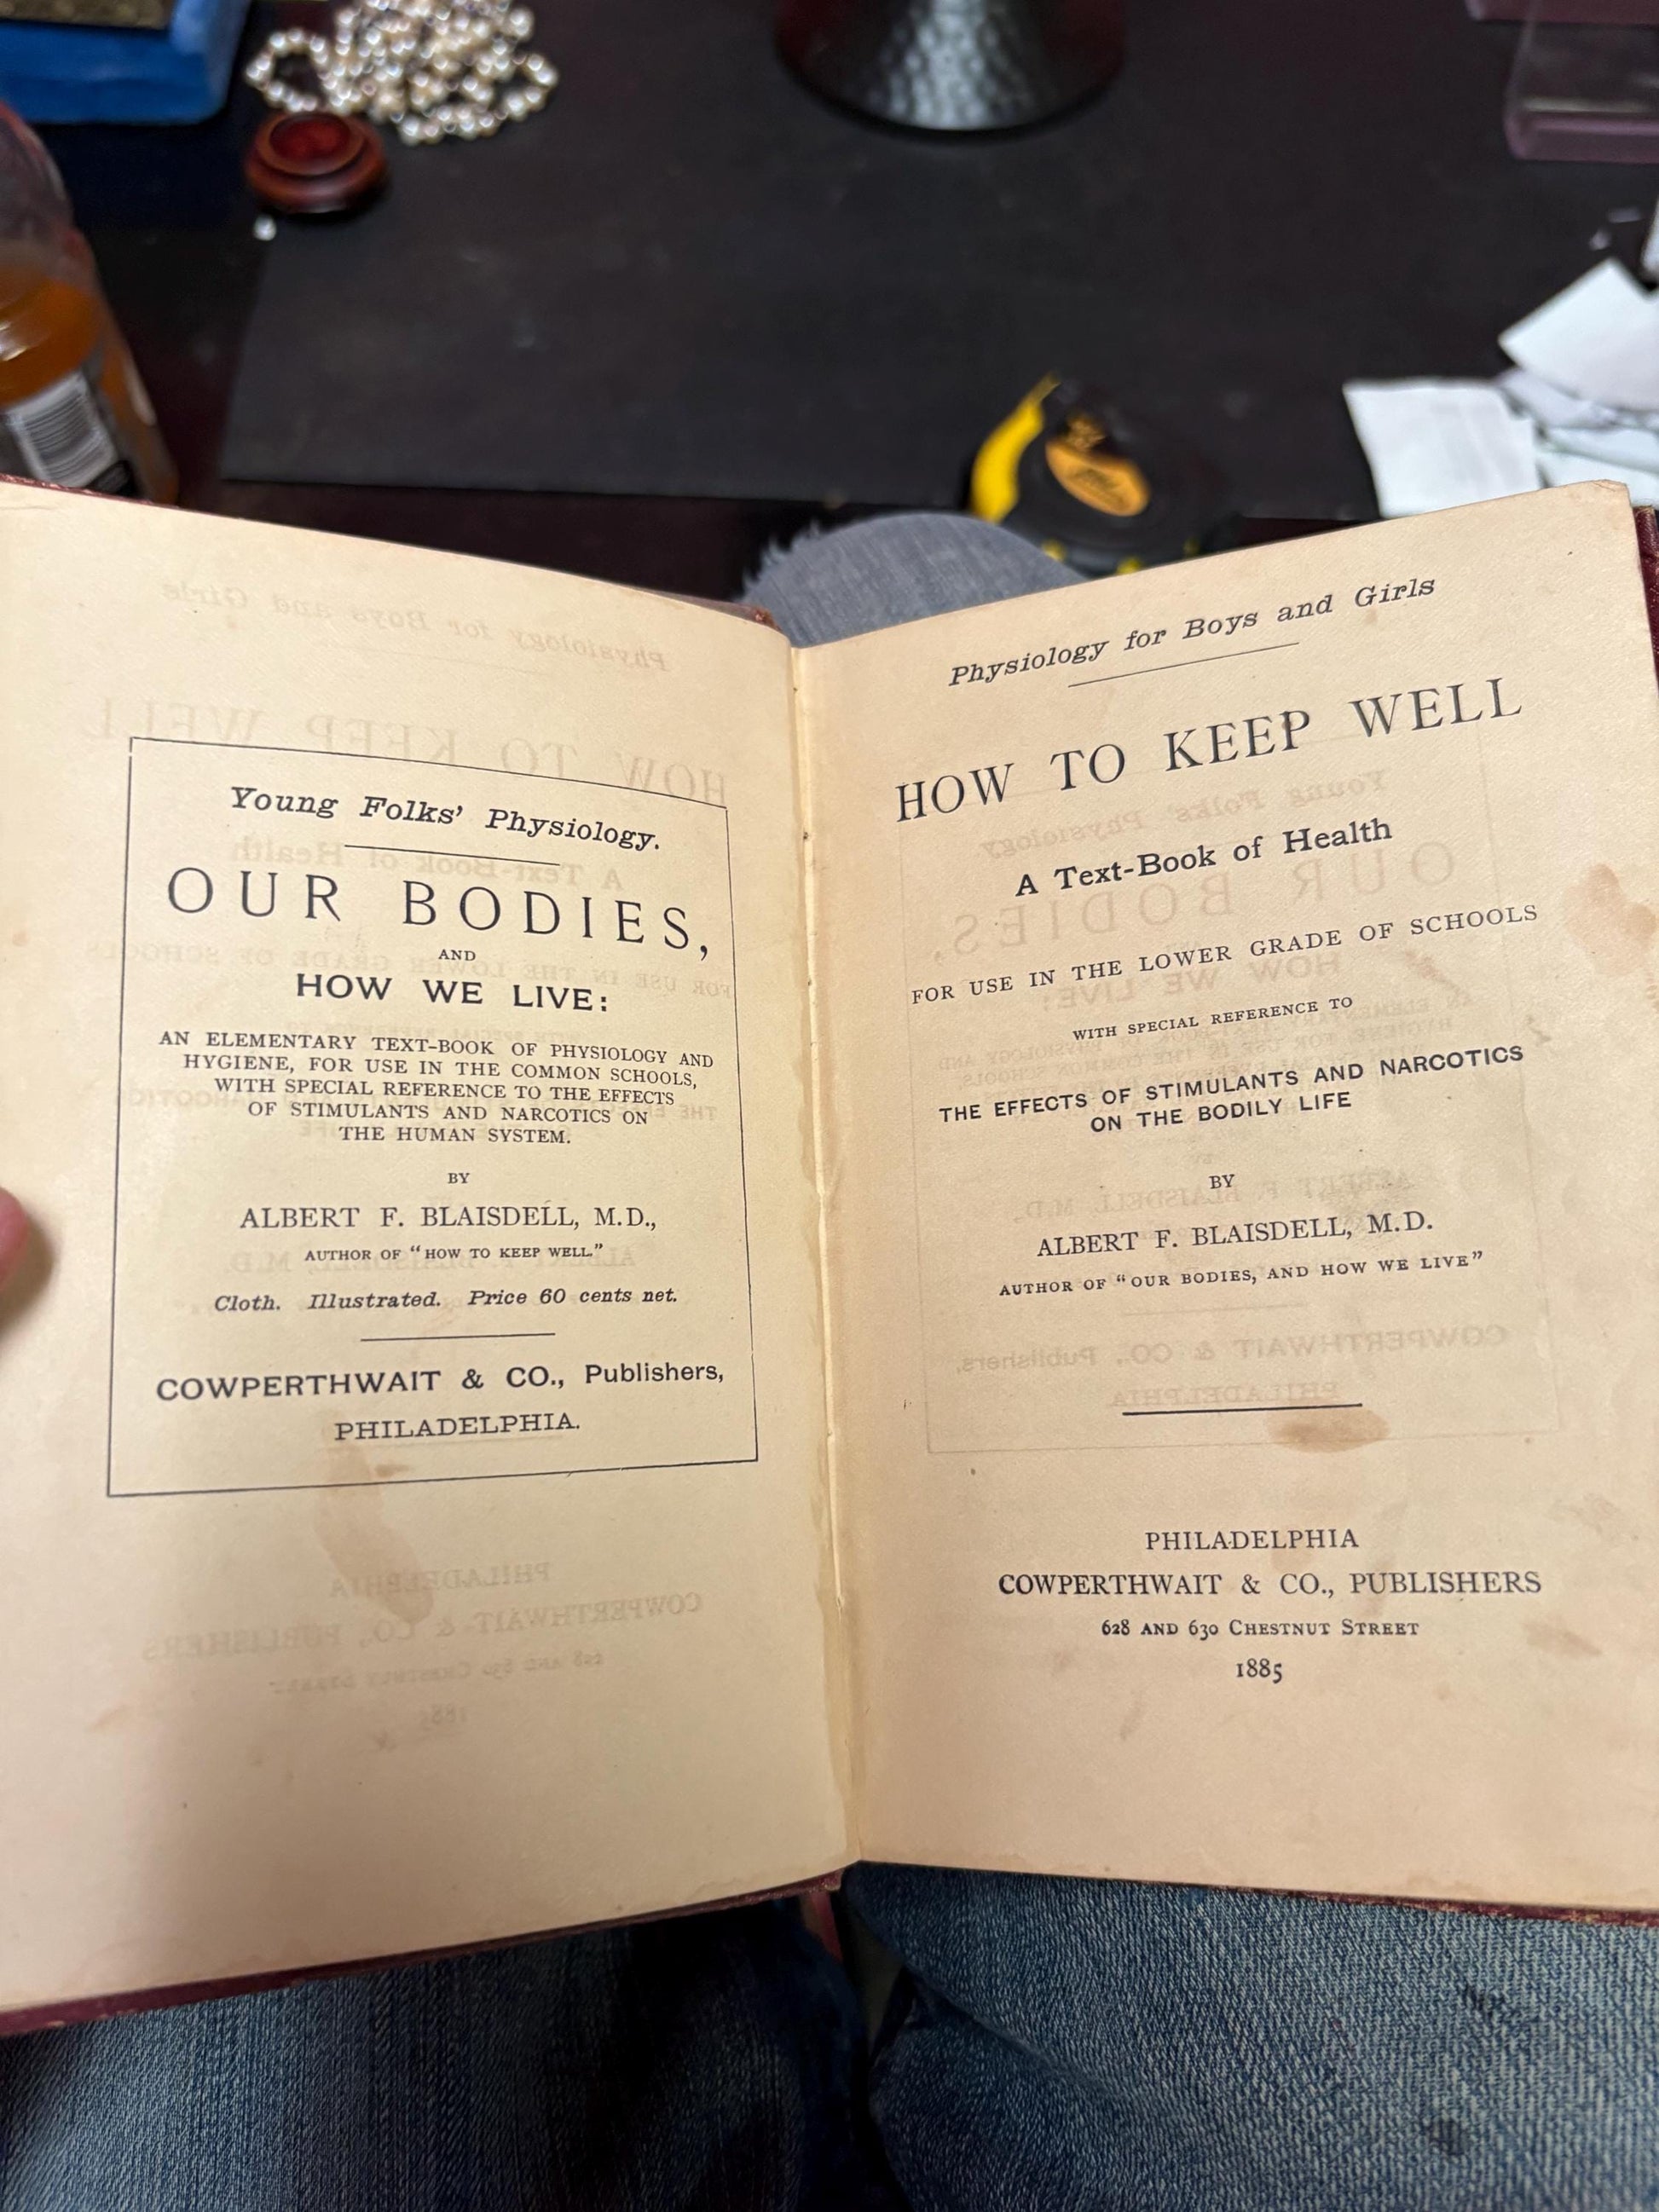 Young Folks' Physiology.
OUR BODIES,
AND
HOW WE LIVE:
AN ELEMENTARY TEXT-BOOK OF PHYSIOLOGY AND
HYGIENE, FOR USE IN THE COMMON SCHOOLS,
WITH SPECIAL REFERENCE TO THE EFFECTS
OF STIMULANTS AND NARCOTICS ON
THE HUMAN SYSTEM.
BY
ALBERT F. BLAISDELL, M.D.,
AUTHOR OF "HOW TO KEEP WELL."
Cloth. Illustrated. Price 60 cents net.
COWPERTHWAIT & CO., Publishers,
PHILADELPHIA.
Physiology for Boys and Girls
HOW TO KEEP WELL
A Text-Book of Health
FOR USE IN THE LOWER GRADE OF SCHOOLS
WITH SPECIAL REFERENCE TO
THE EFFECTS OF STIMULANTS AND NARCOTICS
ON THE BODILY LIFE
BY
ALBERT F. BLAISDELL, M.D.
AUTHOR OF "OUR BODIES, AND HOW WE LIVE"
PHILADELPHIA
COWPERTHWAIT & CO., PUBLISHERS
628 AND 630 CHESTNUT STREET
1885